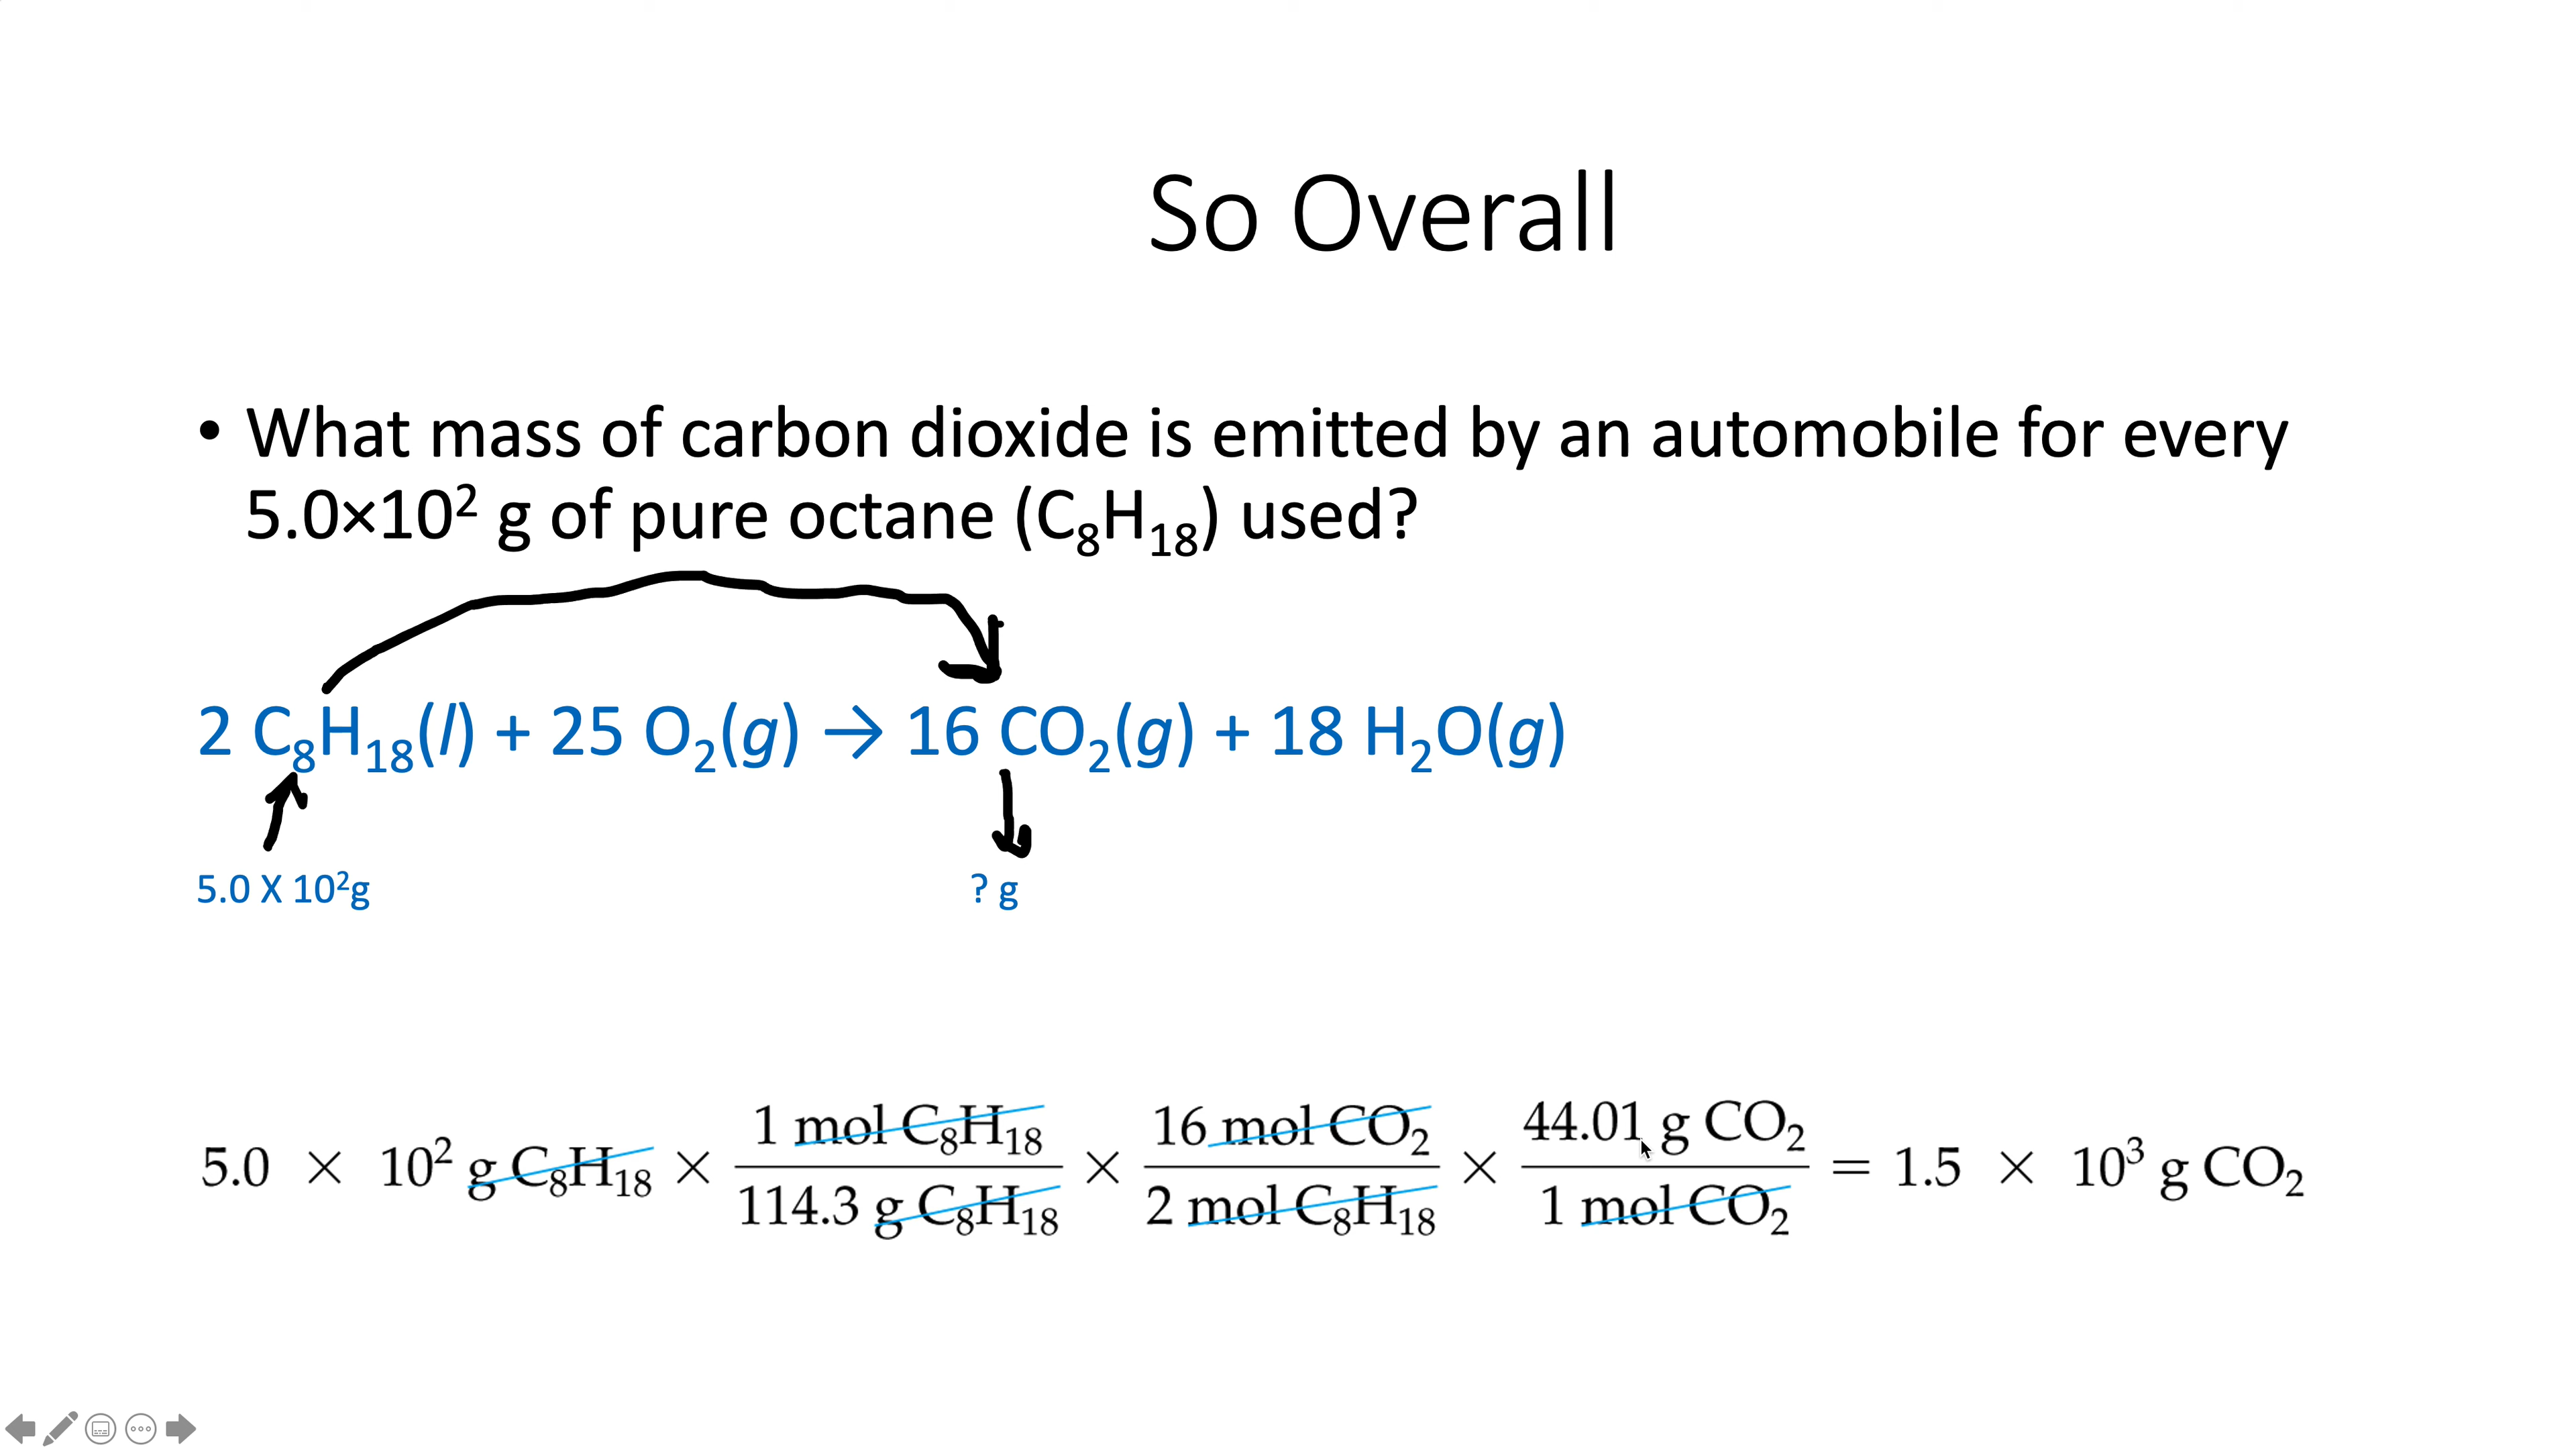 So Overall
• What mass of carbon dioxide is emitted by an automobile for every
5.0×10² g of pure octane (C₈H₁₈) used?
2 C₈H₁₈(l) + 25 O₂(g) → 16 CO₂(g) + 18 H₂O(g)
5.0 X 10²g ? g
5.0 × 10² g C₈H₁₈ × 1 mol C₈H₁₈ / 114.3 g C₈H₁₈ × 16 mol CO₂ / 2 mol C₈H₁₈ × 44.01 g CO₂ / 1 mol CO₂ = 1.5 × 10³ g CO₂